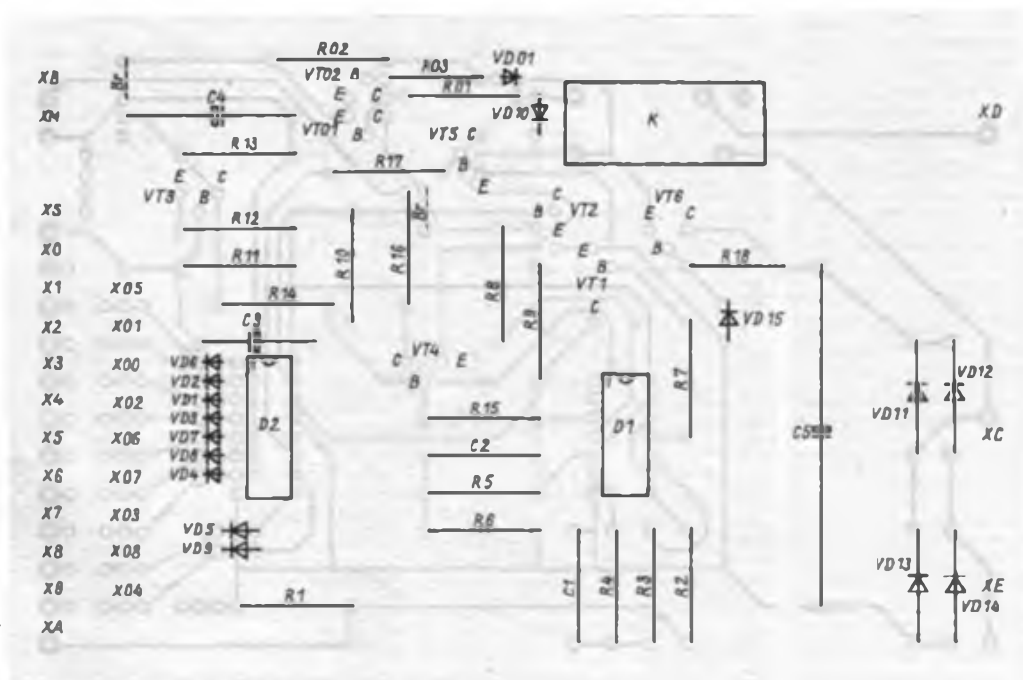 R02
VD01
XB
Br
VT02 B
R03
E C
R01
C4
E C
VD10
K
XD
VT01
B
VT5 C
R13
R17
B
E C
VT3
B
E
C
VT6
XS
Br
B VT2
E C
R12
E
X0
R10
R16
E
B
R11
R8
B
R18
X1
X05
R14
R9
VT1
C
C3
X2
X01
VD15
X3
VD6
X00
C VT4 E
R7
VD2
B
VD12
X4
X02
VD1
VD3
R15
VD11
D2
D1
X5
X06
VD7
C5
XC
VD8
C2
X6
X07
VD4
R5
X7
X03
VD5
R6
X8
X08
VD9
VD13
XE
X04
R1
C1
R4
R3
R2
VD14
XA